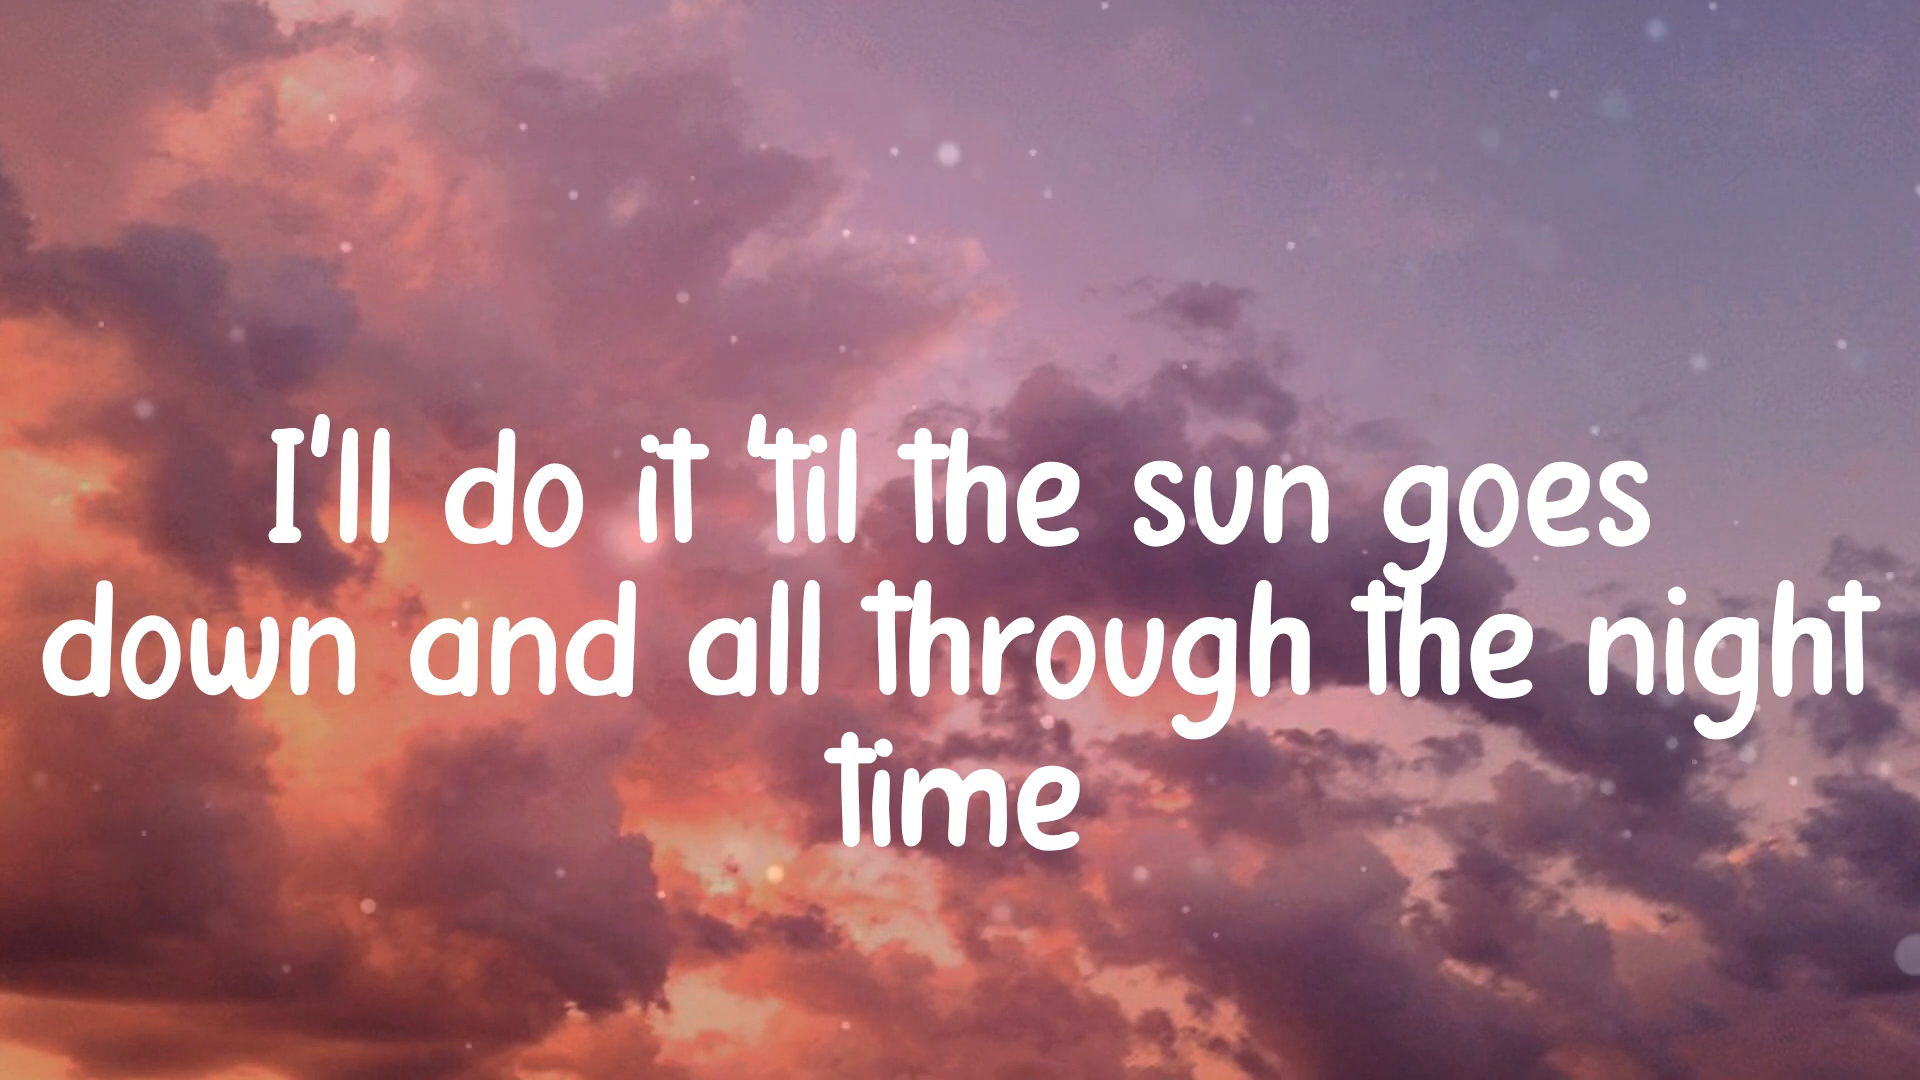 I'll do it 'til the sun goes
down and all through the night
time